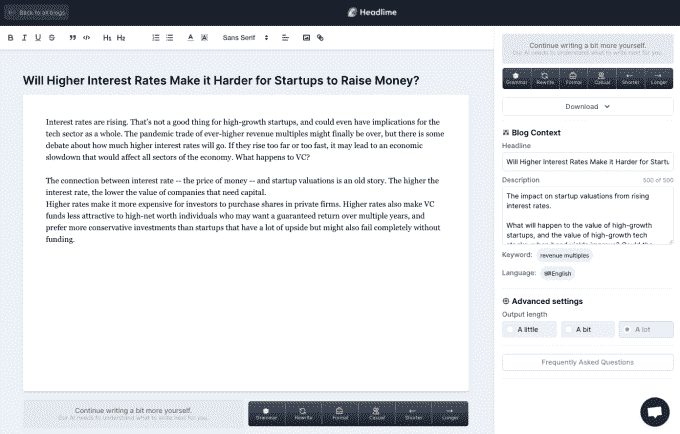 Back to all blogs
Headlime
B I U S H1 H2 A A Sans Serif
Will Higher Interest Rates Make it Harder for Startups to Raise Money?
Interest rates are rising. That's not a good thing for high-growth startups, and could even have implications for the
tech sector as a whole. The pandemic trade of ever-higher revenue multiples might finally be over, but there is some
debate about how much higher interest rates will go. If they rise too far or too fast, it may lead to an economic
slowdown that would affect all sectors of the economy. What happens to VC?
The connection between interest rate -- the price of money -- and startup valuations is an old story. The higher the
interest rate, the lower the value of companies that need capital.
Higher rates make it more expensive for investors to purchase shares in private firms. Higher rates also make VC
funds less attractive to high-net worth individuals who may want a guaranteed return over multiple years, and
prefer more conservative investments than startups that have a lot of upside but might also fail completely without
funding.
Continue writing a bit more yourself.
Our AI needs to understand what to write next for you.
Grammar Rewrite Formal Casual Shorter Longer
Continue writing a bit more yourself.
Our AI needs to understand what to write next for you.
Grammar Rewrite Formal Casual Shorter Longer
Download
Blog Context
Headline
Will Higher Interest Rates Make it Harder for Startu
Description 500 of 500
The impact on startup valuations from rising
interest rates.
What will happen to the value of high-growth
startups, and the value of high-growth tech
Keyword: revenue multiples
Language: English
Advanced settings
Output length
A little A bit A lot
Frequently Asked Questions